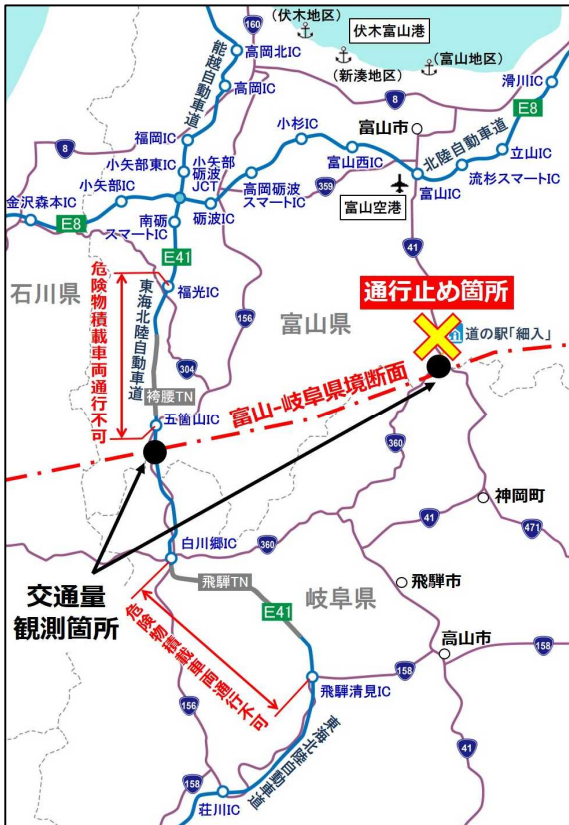 (伏木地区)
伏木富山港
160
能越自動車道
高岡北IC
(新湊地区)
(富山地区)
滑川IC
高岡IC
8
E8
福岡IC
小杉IC
富山市
北陸自動車道
8
小矢部東IC
小矢部
砺波
JCT
富山西IC
立山IC
流杉スマートIC
小矢部IC
高岡砺波
スマートIC
359
富山IC
金沢森本IC
E8
砺波IC
富山空港
南砺
スマートIC
41
E41
石川県
危険物積載車両通行不可
東海北陸自動車道
福光IC
156
富山県
通行止め箇所
道の駅「細入」
304
袴腰TN
富山-岐阜県境断面
五箇山IC
360
神岡町
41
471
白川郷IC
360
飛騨TN
交通量
観測箇所
危険物積載車両通行不可
E41
岐阜県
飛騨市
高山市
158
158
飛騨清見IC
156
東海北陸自動車道
41
158
荘川IC